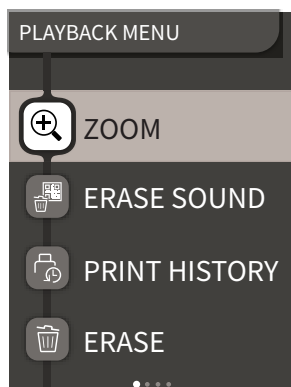 PLAYBACK MENU
ZOOM
ERASE SOUND
PRINT HISTORY
ERASE